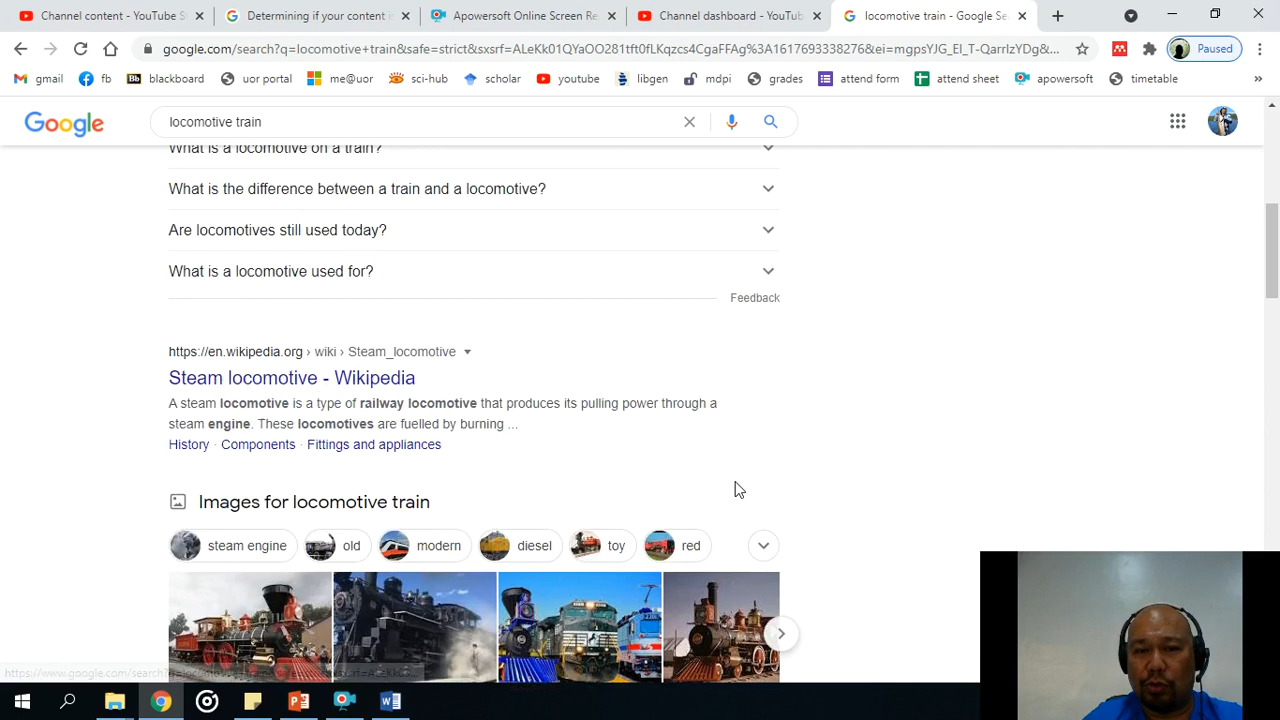 Channel content - YouTube S
Determining if your content i
Apowersoft Online Screen Re
Channel dashboard - YouTub
locomotive train - Google Se
google.com/search?q=locomotive+train&safe=strict&sxsrf=ALeKk01QYaOO281tft0fLKqzcs4CgaFFAg%3A1617693338276&ei=mgpsYJG_El_T-QarrIzYDg&...
Paused
gmail
fb
Bb blackboard
uor portal
me@uor
sci-hub
scholar
youtube
libgen
mdpi
grades
attend form
attend sheet
apowersoft
timetable
»
Google
locomotive train
What is a locomotive on a train?
What is the difference between a train and a locomotive?
Are locomotives still used today?
What is a locomotive used for?
Feedback
https://en.wikipedia.org › wiki › Steam_locomotive
Steam locomotive - Wikipedia
A steam locomotive is a type of railway locomotive that produces its pulling power through a
steam engine. These locomotives are fuelled by burning ...
History · Components · Fittings and appliances
Images for locomotive train
steam engine
old
modern
diesel
toy
red